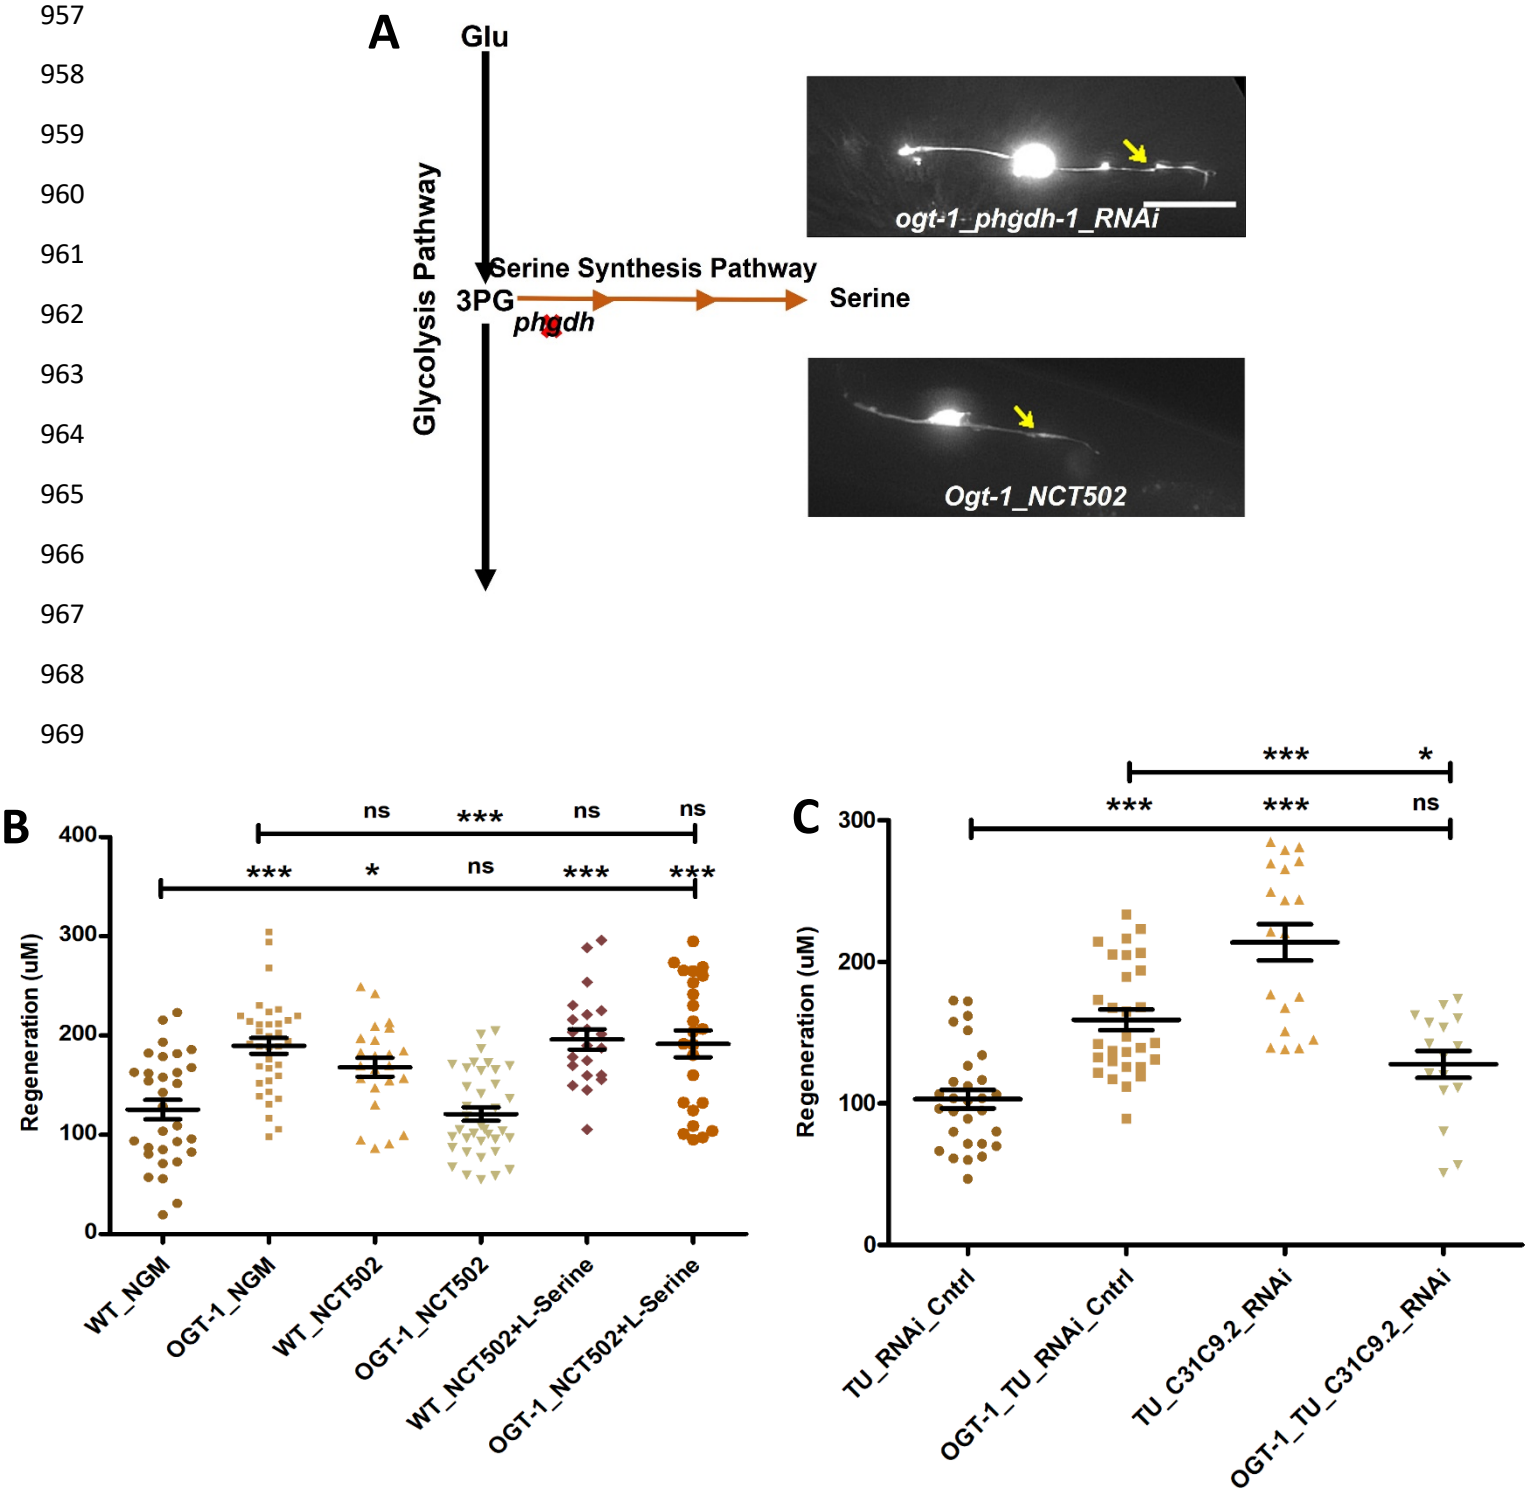 957
958
959
960
961
962
963
964
965
966
967
968
969
A
Glu
Glycolysis Pathway
Serine Synthesis Pathway
3PG
Serine
phgdh
ogt-1_phgdh-1_RNAi
Ogt-1_NCT502
B
ns *** ns ns
*** * ns *** ***
Regeneration (uM)
400
300
200
100
0
WT_NGM
OGT-1_NGM
WT_NCT502
OGT-1_NCT502
WT_NCT502+L-Serine
OGT-1_NCT502+L-Serine
C
*** *
*** *** ns
Regeneration (uM)
300
200
100
0
TU_RNAi_Cntrl
OGT-1_TU_RNAi_Cntrl
TU_C31C9.2_RNAi
OGT-1_TU_C31C9.2_RNAi